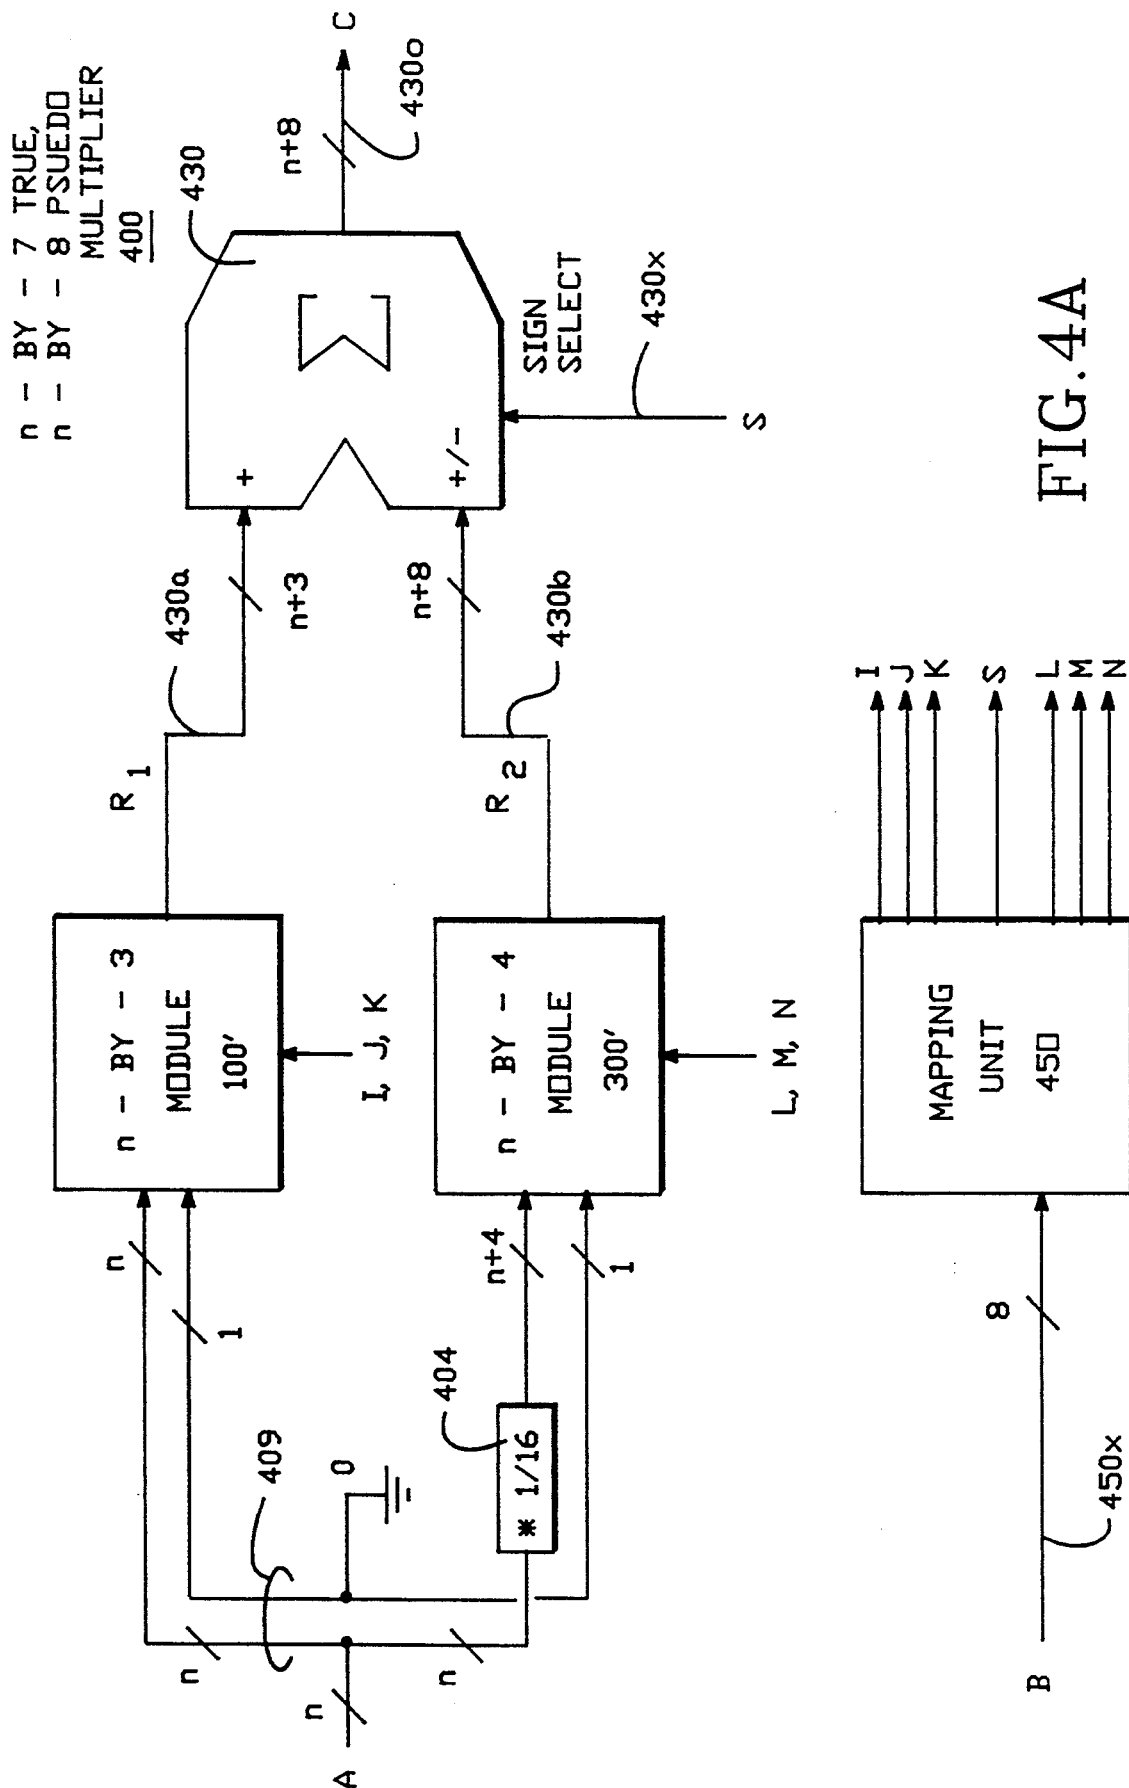 n - BY - 7 TRUE,
n - BY - 8 PSUEDO
MULTIPLIER
400
A
n
n
n
409
0
n
1
* 1/16
404
n+4
1
n - BY - 3
MODULE
100'
I, J, K
n - BY - 4
MODULE
300'
L, M, N
R 1
430a
n+3
R 2
430b
n+8
+
+/-
Σ
430
SIGN
SELECT
S
430x
n+8
430o
C
B
450x
8
MAPPING
UNIT
450
I
J
K
S
L
M
N
FIG. 4A